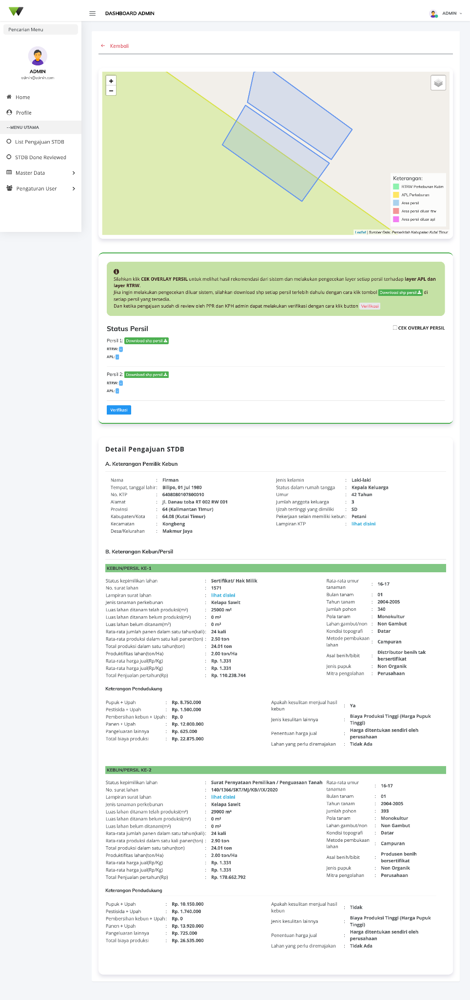 DASHBOARD ADMIN
ADMIN
Pencarian Menu
ADMIN
admin@admin.com
Home
Profile
--MENU UTAMA
List Pengajuan STDB
STDB Done Reviewed
Master Data
Pengaturan User
← Kembali
+
−
Keterangan:
RTRW Perkebunan Kutim
APL Perkebunan
Area persil
Area persil diluar rtrw
Area persil diluar apl
Leaflet | Sumber Data: Pemerintah Kabupaten Kutai Timur
Silahkan klik CEK OVERLAY PERSIL untuk melihat hasil rekomendasi dari sistem dan melakukan pengecekan layer setiap persil terhadap layer APL dan
layer RTRW.
Jika ingin melakukan pengecekan diluar sistem, silahkan download shp setiap persil terlebih dahulu dengan cara klik tombol Download shp persil di
setiap persil yang tersedia.
Dan ketika pengajuan sudah di review oleh PPR dan KPH admin dapat melakukan verifikasi dengan cara klik button Verifikasi
Status Persil
CEK OVERLAY PERSIL
Persil 1: Download shp persil
RTRW: -
APL: -
Persil 2: Download shp persil
RTRW: -
APL: -
Verifikasi
Detail Pengajuan STDB
A. Keterangan Pemilik Kebun
Nama : Firman
Tempat, tanggal lahir : Bilipo, 01 Jul 1980
No. KTP : 6408080107800010
Alamat : Jl. Danau toba RT 002 RW 001
Provinsi : 64 (Kalimantan TImur)
Kabupaten/Kota : 64.08 (Kutai Timur)
Kecamatan : Kongbeng
Desa/Kelurahan : Makmur Jaya
Jenis kelamin : Laki-laki
Status dalam rumah tangga : Kepala Keluarga
Umur : 42 Tahun
Jumlah anggota keluarga : 3
Ijizah tertinggi yang dimiliki : SD
Pekerjaan selain memiliki kebun : Petani
Lampiran KTP : lihat disini
B. Keterangan Kebun/Persil
KEBUN/PERSIL KE-1
Status kepimilikan lahan : Sertifikat/ Hak Milik
No. surat lahan : 1571
Lampiran surat lahan : lihat disini
Jenis tanaman perkebunan : Kelapa Sawit
Luas lahan ditanam telah produksi(m²) : 25000 m²
Luas lahan ditanam belum produksi(m²) : 0 m²
Luas lahan belum ditanam(m²) : 0 m²
Rata-rata jumlah panen dalam satu tahun(kali) : 24 kali
Rata-rata produksi dalam satu kali panen(ton) : 2.50 ton
Total produksi dalam satu tahun(ton) : 24.01 ton
Produktifitas lahan(ton/Ha) : 2.00 ton/Ha
Rata-rata harga jual(Rp/Kg) : Rp. 1.331
Rata-rata harga jual(Rp/Kg) : Rp. 1.331
Total Penjualan pertahun(Rp) : Rp. 110.238.744
Rata-rata umur
tanaman : 16-17
Bulan tanam : 01
Tahun tanam : 2004-2005
Jumlah pohon : 340
Pola tanam : Monokultur
Lahan gambut/non : Non Gambut
Kondisi topografi : Datar
Metode pembukaan
lahan : Campuran
Asal benih/bibit : Distributor benih tak
bersertifikat
Jenis pupuk : Non Organik
Mitra pengolahan : Perusahaan
Keterangan Pendudukung
Pupuk + Upah : Rp. 8.750.000
Pestisida + Upah : Rp. 1.500.000
Pembersihan kebun + Upah : Rp. 0
Panen + Upah : Rp. 12.000.000
Pangeluaran lainnya : Rp. 625.000
Total biaya produksi : Rp. 22.875.000
Apakah kesulitan menjual hasil
kebun : Ya
Jenis kesulitan lainnya : Biaya Produksi Tinggi (Harga Pupuk
Tinggi)
Penentuan harga jual : Harga ditentukan sendiri oleh
perusahaan
Lahan yang perlu diremajakan : Tidak Ada
KEBUN/PERSIL KE-2
Status kepimilikan lahan : Surat Pernyataan Pemilikan / Penguasaan Tanah
No. surat lahan : 140/1366/SKT/MJ/KB//IX/2020
Lampiran surat lahan : lihat disini
Jenis tanaman perkebunan : Kelapa Sawit
Luas lahan ditanam telah produksi(m²) : 29000 m²
Luas lahan ditanam belum produksi(m²) : 0 m²
Luas lahan belum ditanam(m²) : 0 m²
Rata-rata jumlah panen dalam satu tahun(kali) : 24 kali
Rata-rata produksi dalam satu kali panen(ton) : 2.90 ton
Total produksi dalam satu tahun(ton) : 24.01 ton
Produktifitas lahan(ton/Ha) : 2.00 ton/Ha
Rata-rata harga jual(Rp/Kg) : Rp. 1.331
Rata-rata harga jual(Rp/Kg) : Rp. 1.331
Total Penjualan pertahun(Rp) : Rp. 178.662.792
Rata-rata umur
tanaman : 16-17
Bulan tanam : 01
Tahun tanam : 2004-2005
Jumlah pohon : 393
Pola tanam : Monokultur
Lahan gambut/non : Non Gambut
Kondisi topografi : Datar
Metode pembukaan
lahan : Campuran
Asal benih/bibit : Produsen benih
bersertifikat
Jenis pupuk : Non Organik
Mitra pengolahan : Perusahaan
Keterangan Pendudukung
Pupuk + Upah : Rp. 10.150.000
Pestisida + Upah : Rp. 1.740.000
Pembersihan kebun + Upah : Rp. 0
Panen + Upah : Rp. 13.920.000
Pangeluaran lainnya : Rp. 725.000
Total biaya produksi : Rp. 26.535.000
Apakah kesulitan menjual hasil
kebun : Tidak
Jenis kesulitan lainnya : Biaya Produksi Tinggi (Harga Pupuk
Tinggi)
Penentuan harga jual : Harga ditentukan sendiri oleh
perusahaan
Lahan yang perlu diremajakan : Tidak Ada